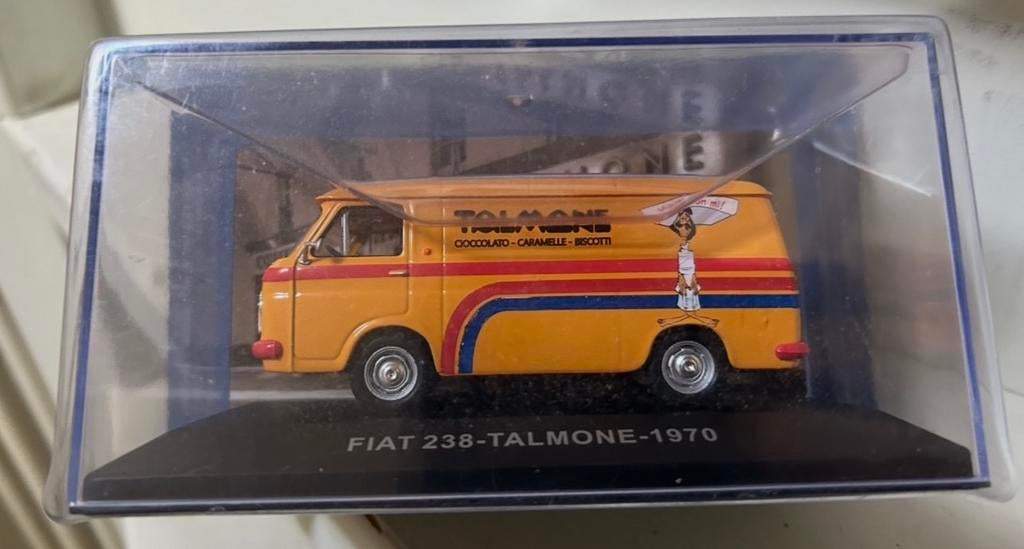 TALMONE
CIOCCOLATO - CARAMELLE - BISCOTTI
FIAT 238-TALMONE-1970